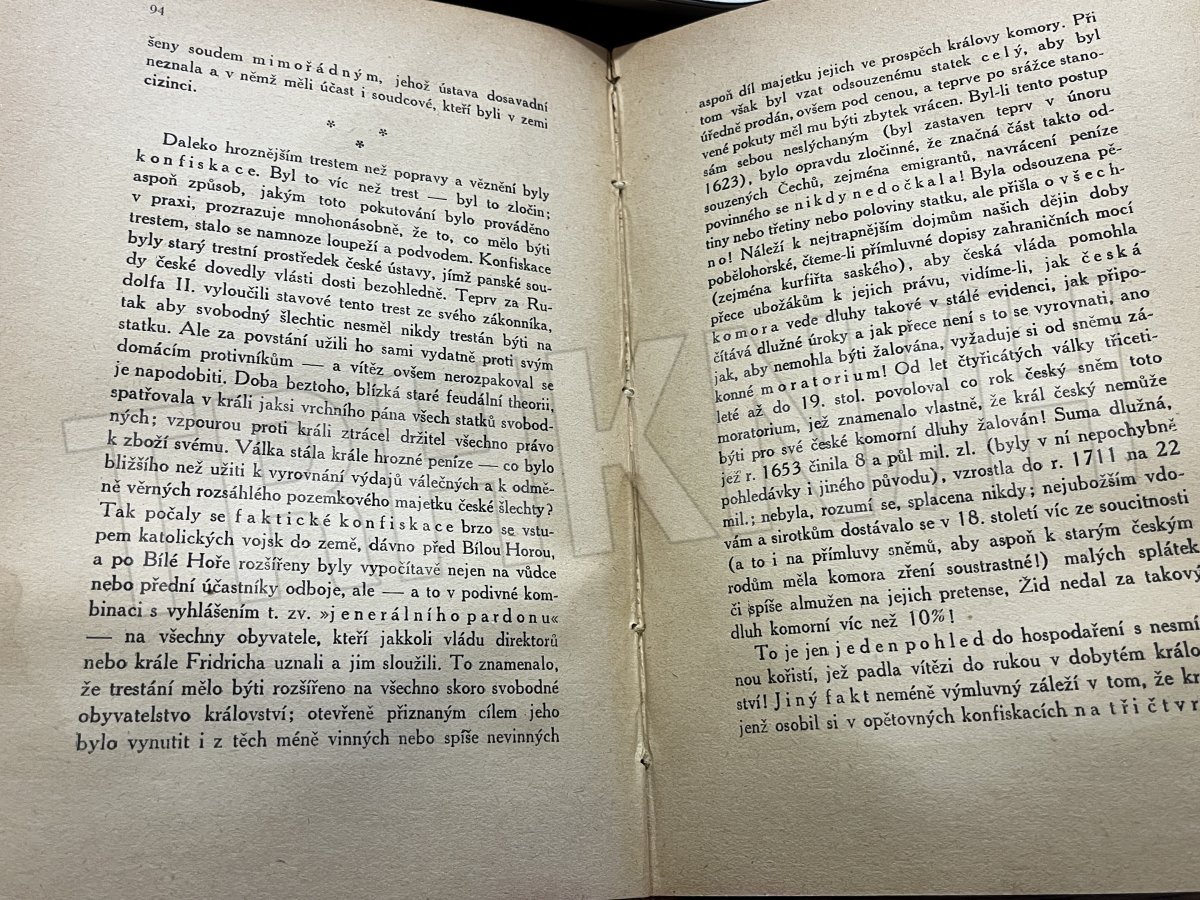 94
šeny soudem mimořádným, jehož ústava dosavadní
neznala a v němž měli účast i soudcové, kteří byli v zemi
cizinci.
* * *
Daleko hroznějším trestem než popravy a věznění byly
konfiskace. Byl to víc než trest — byl to zločin;
aspoň způsob, jakým toto pokutování bylo prováděno
v praxi, prozrazuje mnohonásobně, že to, co mělo býti
trestem, stalo se namnoze loupeží a podvodem. Konfiskace
byly starý trestní prostředek české ústavy, jímž panské sou-
dy české dovedly vlásti dosti bezohledně. Teprv za Ru-
dolfa II. vyloučili stavové tento trest ze svého zákonníka,
tak aby svobodný šlechtic nesměl nikdy trestán býti na
statku. Ale za povstání užili ho sami vydatně proti svým
domácím protivníkům — a vítěz ovšem nerozpakoval se
je napodobiti. Doba beztoho, blízká staré feudální theorii,
spatřovala v králi jaksi vrchního pána všech statků svobod-
ných; vzpourou proti králi ztrácel držitel všechno právo
k zboží svému. Válka stála krále hrozné peníze — co bylo
bližšího než užiti k vyrovnání výdajů válečných a k odmě-
ně věrných rozsáhlého pozemkového majetku české šlechty?
Tak počaly se faktické konfiskace brzo se vstu-
pem katolických vojsk do země, dávno před Bílou Horou,
a po Bílé Hoře rozšířeny byly vypočítavě nejen na vůdce
nebo přední účastníky odboje, ale — a to v podivné kom-
binaci s vyhlášením t. zv. »jenerálního pardonu«
— na všechny obyvatele, kteří jakkoli vládu direktorů
nebo krále Fridricha uznali a jim sloužili. To znamenalo,
že trestání mělo býti rozšířeno na všechno skoro svobodné
obyvatelstvo království; otevřeně přiznaným cílem jeho
bylo vynutit i z těch méně vinných nebo spíše nevinných
aspoň díl majetku jejich ve prospěch královy komory. Při
tom však byl vzat odsouzenému statek celý, aby byl
úředně prodán, ovšem pod cenou, a teprve po srážce stano-
vené pokuty měl mu býti zbytek vrácen. Byl-li tento postup
sám sebou neslýchaným (byl zastaven teprv v únoru
1623), bylo opravdu zločinné, že značná část takto od-
souzených Čechů, zejména emigrantů, navrácení peníze
povinného se nikdy nedočkala! Byla odsouzena pě-
tiny nebo třetiny nebo poloviny statku, ale přišla o všech-
no! Náleží k nejtrapnějším dojmům našich dějin doby
pobělohorské, čteme-li přímluvné dopisy zahraničních mocí
(zejména kurfiřta saského), aby česká vláda pomohla
přece ubožákům k jejich právu, vidíme-li, jak česká
komora vede dluhy takové v stálé evidenci, jak připo-
čítává dlužné úroky a jak přece není s to se vyrovnati, ano
jak, aby nemohla býti žalována, vyžaduje si od sněmu zá-
konné moratorium! Od let čtyřicátých války třiceti-
leté až do 19. stol. povoloval co rok český sněm toto
moratorium, jež znamenalo vlastně, že král český nemůže
býti pro své české komorní dluhy žalován! Suma dlužná,
jež r. 1653 činila 8 a půl mil. zl. (byly v ní nepochybně
pohledávky i jiného původu), vzrostla do r. 1711 na 22
mil.; nebyla, rozumí se, splacena nikdy; nejubožším vdo-
vám a sirotkům dostávalo se v 18. století víc ze soucitnosti
(a to i na přímluvy sněmů, aby aspoň k starým českým
rodům měla komora zření soustrastné!) malých splátek
či spíše almužen na jejich pretense, Žid nedal za takový
dluh komorní víc než 10%!
To je jen jeden pohled do hospodaření s nesmí
nou kořistí, jež padla vítězi do rukou v dobytém králo
ství! Jiný fakt neméně výmluvný záleží v tom, že kr
jenž osobil si v opětovných konfiskacích na tři čtvr